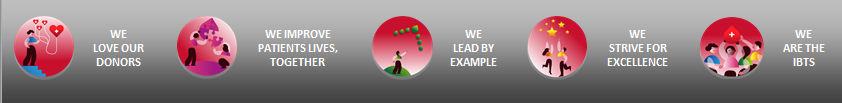 WE
LOVE OUR
DONORS
WE IMPROVE
PATIENTS LIVES,
TOGETHER
WE
LEAD BY
EXAMPLE
WE
STRIVE FOR
EXCELLENCE
WE
ARE THE
IBTS